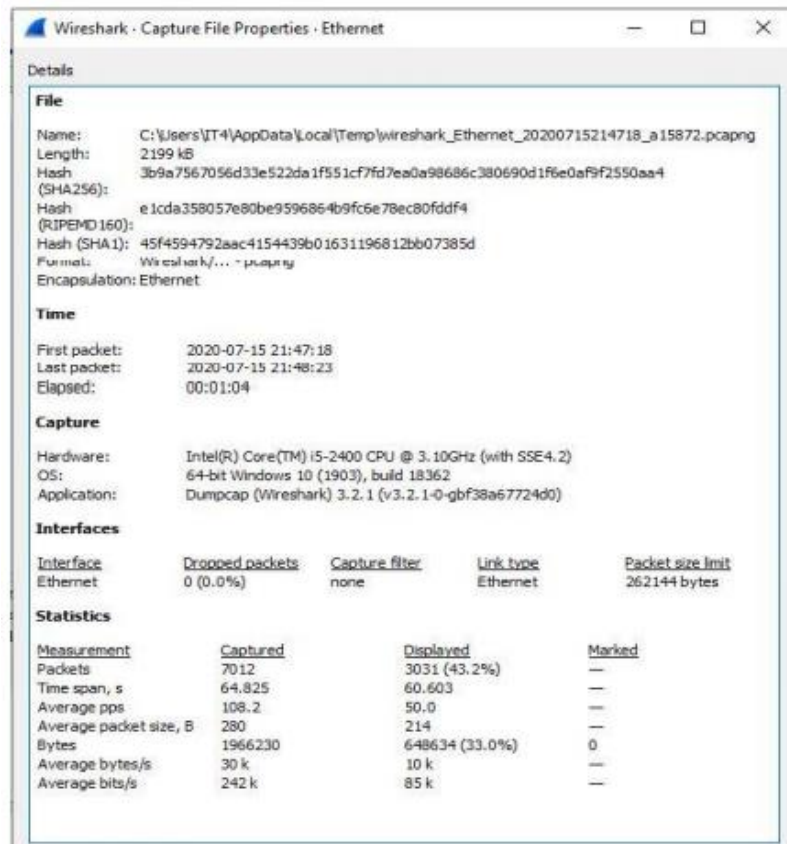 Wireshark · Capture File Properties · Ethernet
Details
File
Name: C:\Users\IT4\AppData\Local\Temp\wireshark_Ethernet_20200715214718_a15872.pcapng
Length: 2199 kB
Hash 3b9a7567056d33e522da1f551cf7fd7ea0a98686c380690d1f6e0af9f2550aa4
(SHA256):
Hash e1cda358057e80be9596864b9fc6e78ec80fddf4
(RIPEMD160):
Hash (SHA1): 45f4594792aac4154439b01631196812bb07385d
Format: Wireshark/... - pcapng
Encapsulation: Ethernet
Time
First packet: 2020-07-15 21:47:18
Last packet: 2020-07-15 21:48:23
Elapsed: 00:01:04
Capture
Hardware: Intel(R) Core(TM) i5-2400 CPU @ 3.10GHz (with SSE4.2)
OS: 64-bit Windows 10 (1903), build 18362
Application: Dumpcap (Wireshark) 3.2.1 (v3.2.1-0-gbf38a67724d0)
Interfaces
Interface Dropped packets Capture filter Link type Packet size limit
Ethernet 0 (0.0%) none Ethernet 262144 bytes
Statistics
Measurement Captured Displayed Marked
Packets 7012 3031 (43.2%) —
Time span, s 64.825 60.603 —
Average pps 108.2 50.0 —
Average packet size, B 280 214 —
Bytes 1966230 648634 (33.0%) 0
Average bytes/s 30 k 10 k —
Average bits/s 242 k 85 k —